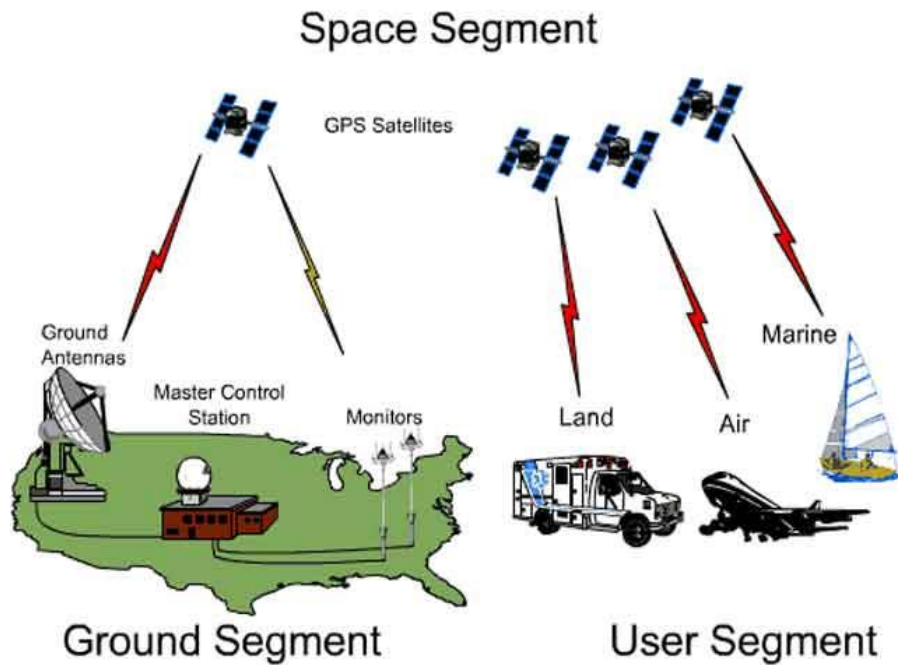 Space Segment
GPS Satellites
Ground
Antennas
Master Control
Station
Monitors
Land
Air
Marine
Ground Segment
User Segment